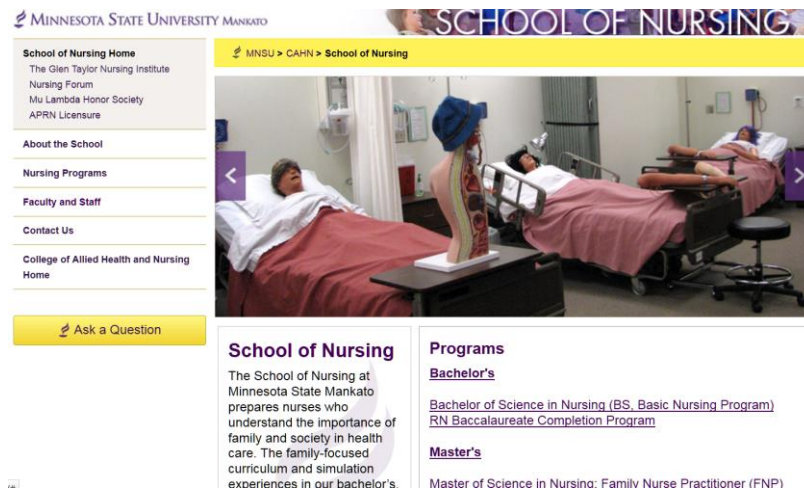 MINNESOTA STATE UNIVERSITY MANKATO
SCHOOL OF NURSING
School of Nursing Home
The Glen Taylor Nursing Institute
Nursing Forum
Mu Lambda Honor Society
APRN Licensure
About the School
Nursing Programs
Faculty and Staff
Contact Us
College of Allied Health and Nursing
Home
Ask a Question
MNSU > CAHN > School of Nursing
School of Nursing
The School of Nursing at
Minnesota State Mankato
prepares nurses who
understand the importance of
family and society in health
care. The family-focused
curriculum and simulation
experiences in our bachelor's,
Programs
Bachelor's
Bachelor of Science in Nursing (BS, Basic Nursing Program)
RN Baccalaureate Completion Program
Master's
Master of Science in Nursing: Family Nurse Practitioner (FNP)